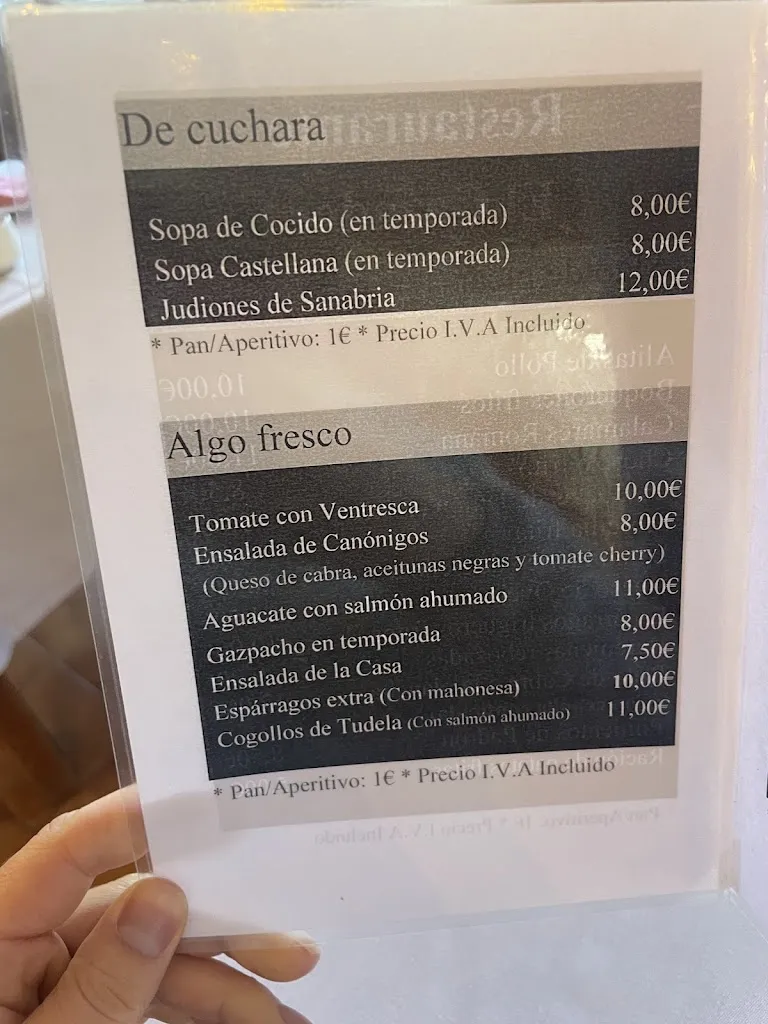 De cuchara
Sopa de Cocido (en temporada) 8,00€
Sopa Castellana (en temporada) 8,00€
Judiones de Sanabria 12,00€
* Pan/Aperitivo: 1€ * Precio I.V.A Incluido
Algo fresco
Tomate con Ventresca 10,00€
Ensalada de Canónigos 8,00€
(Queso de cabra, aceitunas negras y tomate cherry)
Aguacate con salmón ahumado 11,00€
Gazpacho en temporada 8,00€
Ensalada de la Casa 7,50€
Espárragos extra (Con mahonesa) 10,00€
Cogollos de Tudela (Con salmón ahumado) 11,00€
* Pan/Aperitivo: 1€ * Precio I.V.A Incluido